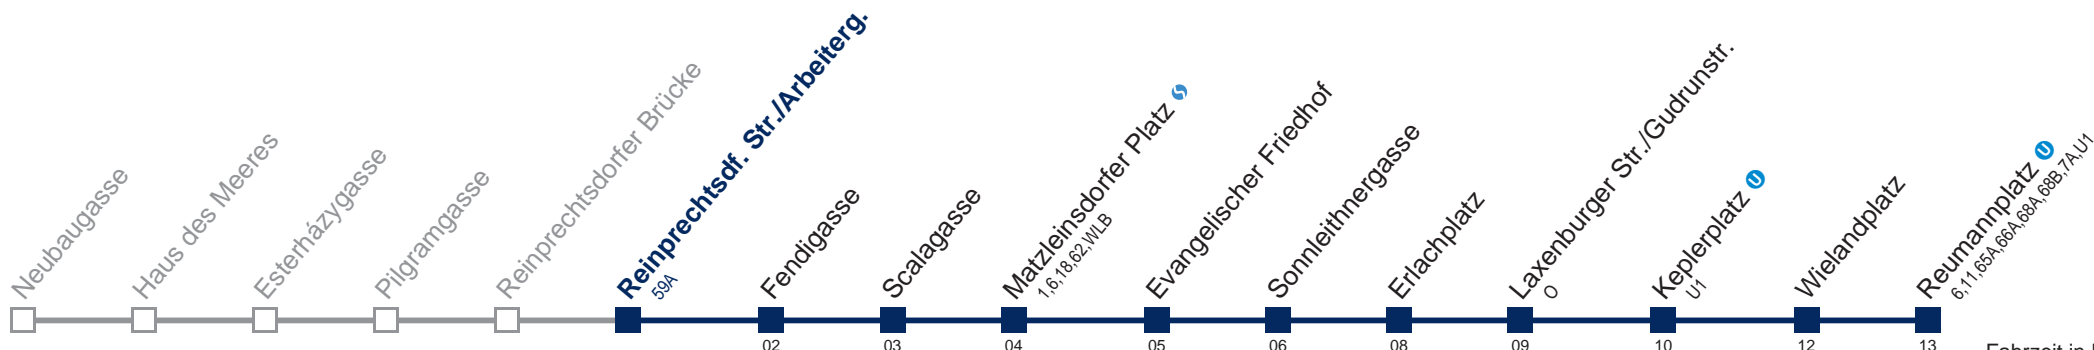 Neubaugasse
Haus des Meeres
Esterházygasse
Pilgramgasse
Reinprechtsdorfer Brücke
Reinprechtsdf. Str./Arbeiterg.
59A
Fendigasse
Scalagasse
Matzleinsdorfer Platz S
1,6,18,62,WLB
Evangelischer Friedhof
Sonnleithnergasse
Erlachplatz
Laxenburger Str./Gudrunstr.
O
Keplerplatz U
U1
Wielandplatz
Reumannplatz U
6,11,65A,66A,68A,68B,7A,U1
02 03 04 05 06 08 09 10 12 13